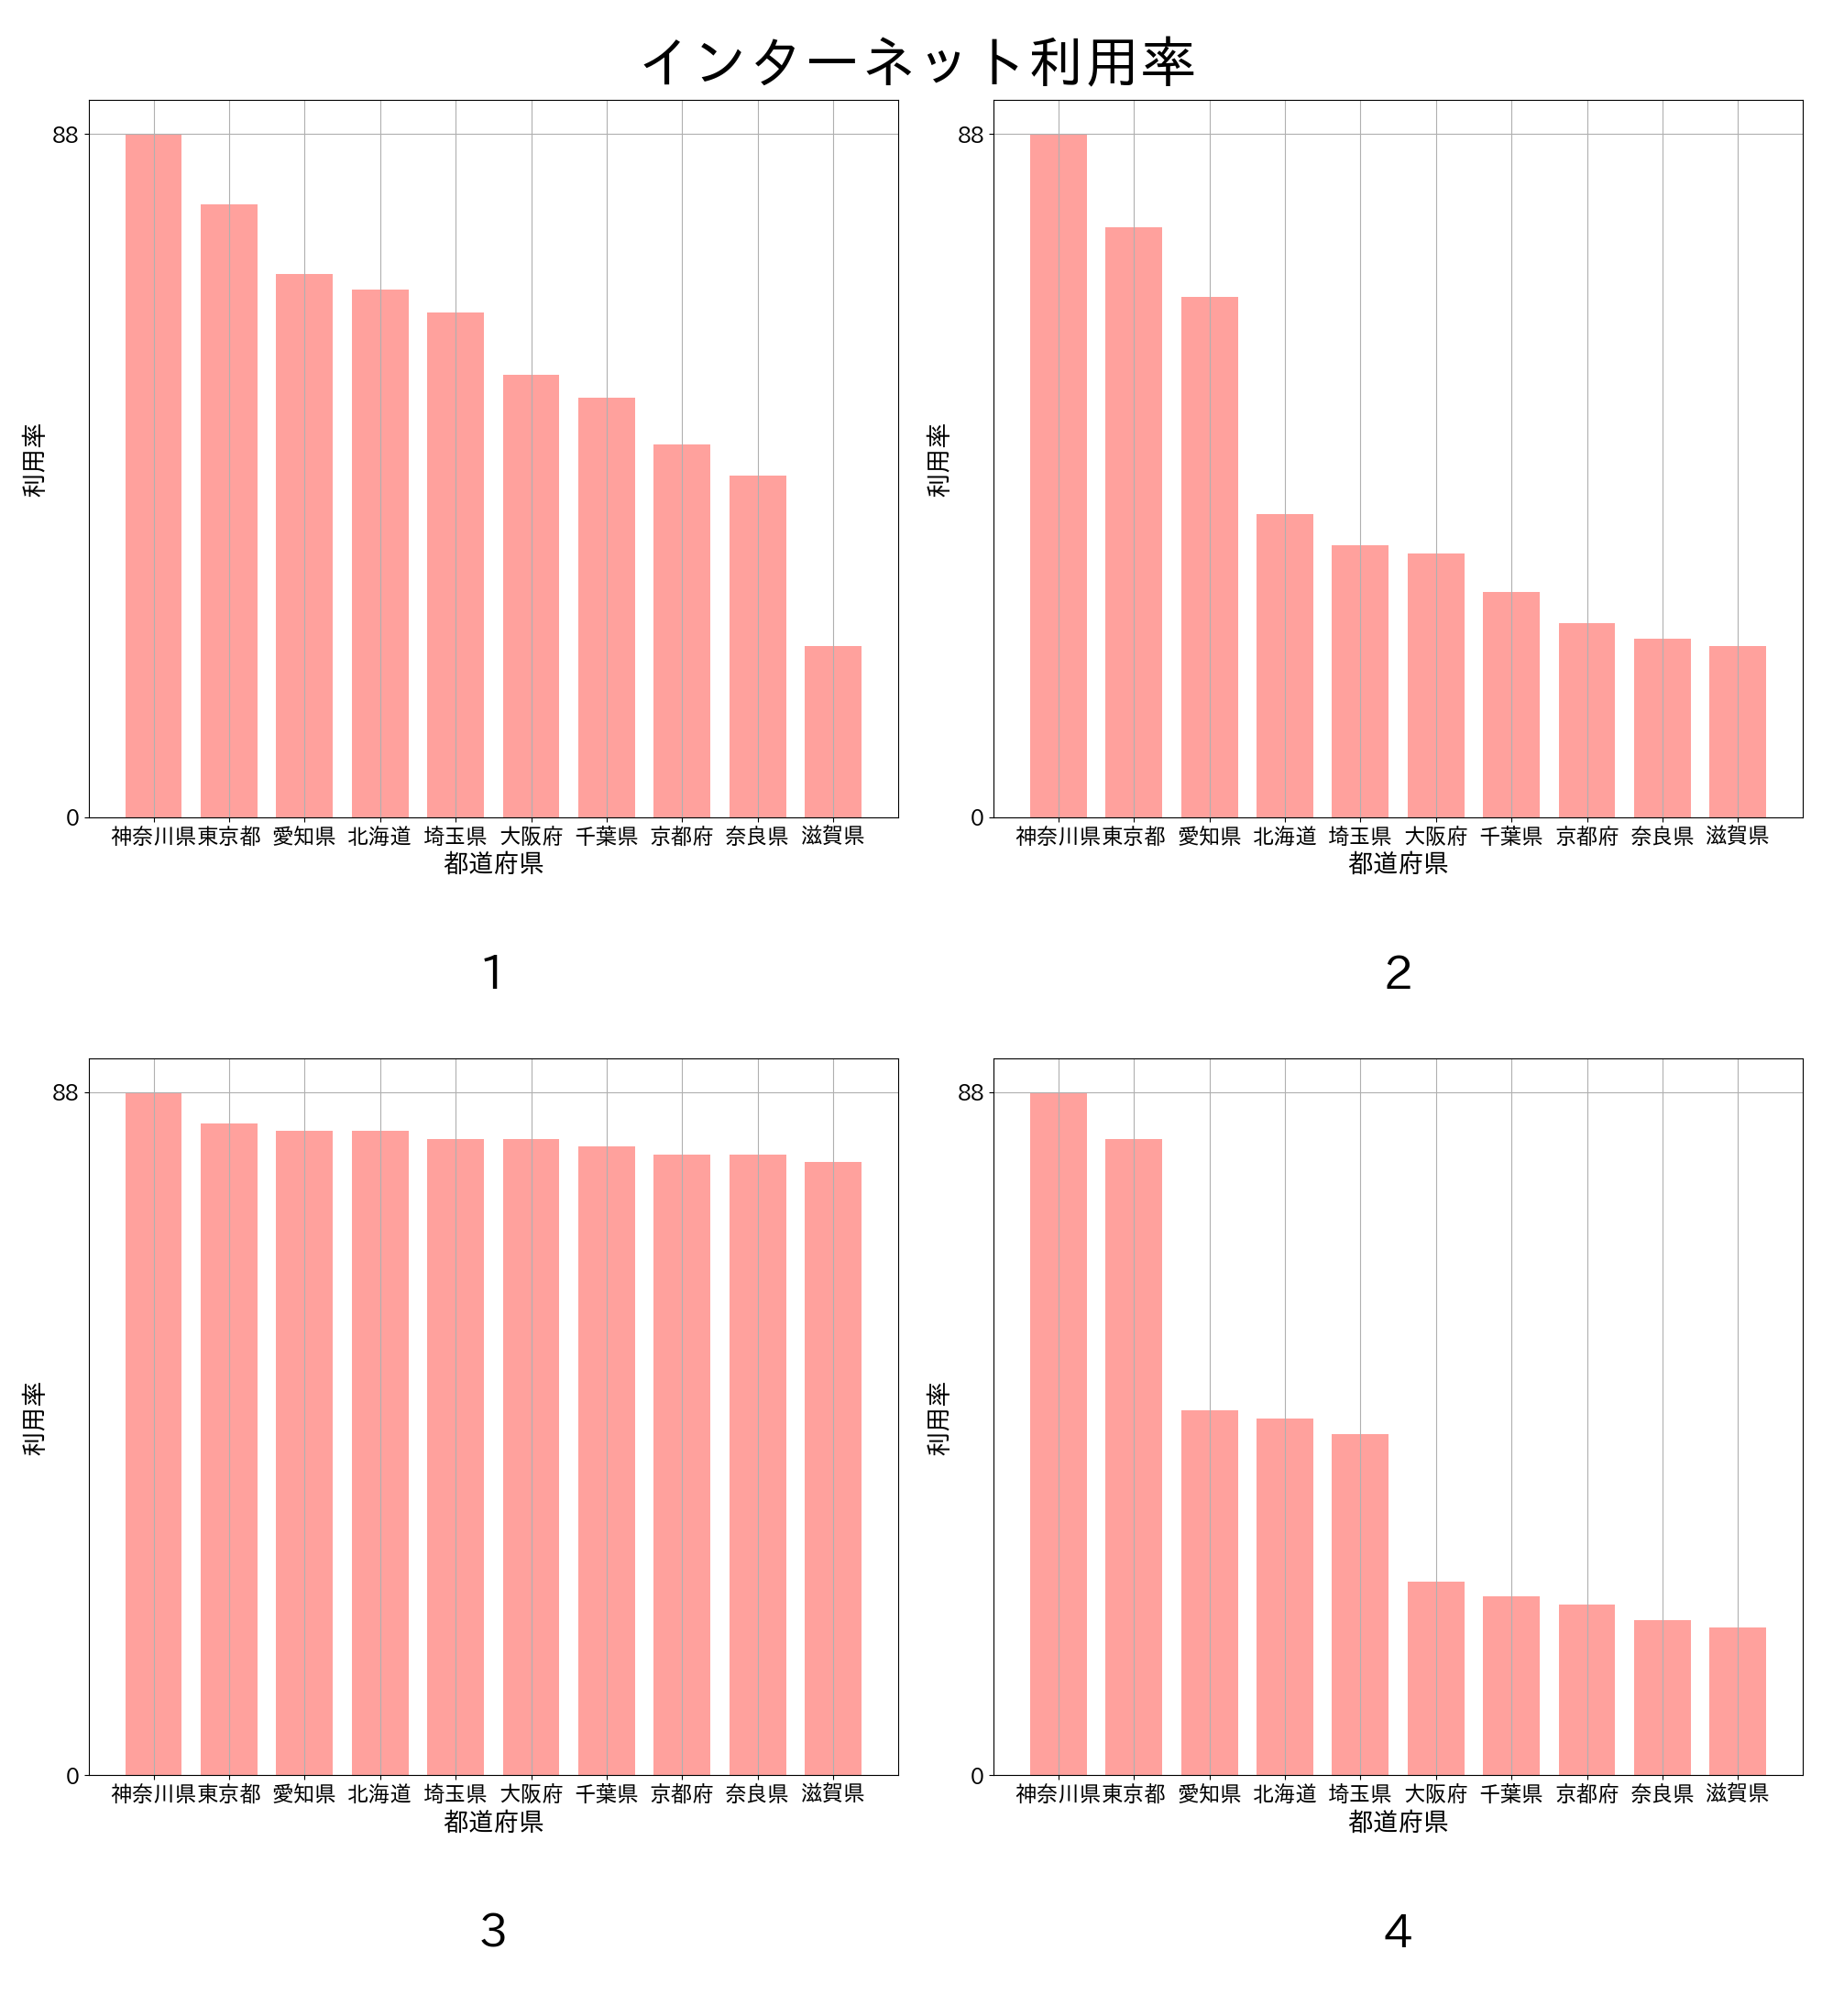 インターネット利用率
88
0
利用率
神奈川県 東京都 愛知県 北海道 埼玉県 大阪府 千葉県 京都府 奈良県 滋賀県
都道府県
1
88
0
利用率
神奈川県 東京都 愛知県 北海道 埼玉県 大阪府 千葉県 京都府 奈良県 滋賀県
都道府県
2
88
0
利用率
神奈川県 東京都 愛知県 北海道 埼玉県 大阪府 千葉県 京都府 奈良県 滋賀県
都道府県
3
88
0
利用率
神奈川県 東京都 愛知県 北海道 埼玉県 大阪府 千葉県 京都府 奈良県 滋賀県
都道府県
4